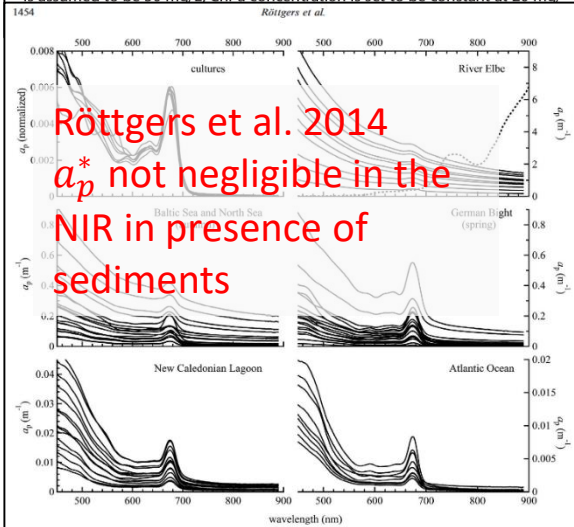 1454
Röttgers et al.
500 600 700 800 900
500 600 700 800 900
cultures
River Elbe
0.008
0.006
0.004
0.002
0
aₚ (normalized)
8
6
4
2
0
aₚ (m⁻¹)
Röttgers et al. 2014
aₚ* not negligible in the
NIR in presence of
sediments
Baltic Sea and North Sea
German Bight
(spring)
0.8
0.6
0.4
0.2
0
aₚ (m⁻¹)
0.8
0.6
0.4
0.2
0
aₚ (m⁻¹)
New Caledonian Lagoon
Atlantic Ocean
0.04
0.03
0.02
0.01
0
aₚ (m⁻¹)
0.02
0.015
0.01
0.005
0
aₚ (m⁻¹)
500 600 700 800 900
500 600 700 800 900
wavelength (nm)